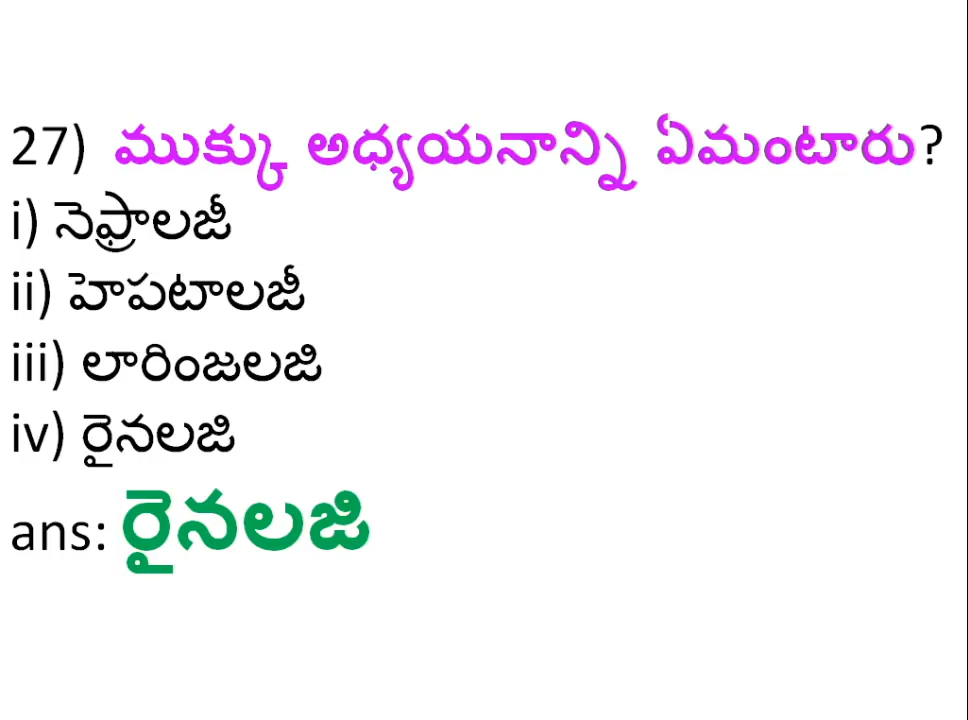 27) ముక్కు అధ్యయనాన్ని ఏమంటారు?
i) నెఫ్రాలజీ
ii) హెపటాలజీ
iii) లారింజలజి
iv) రైనలజి
ans: రైనలజి